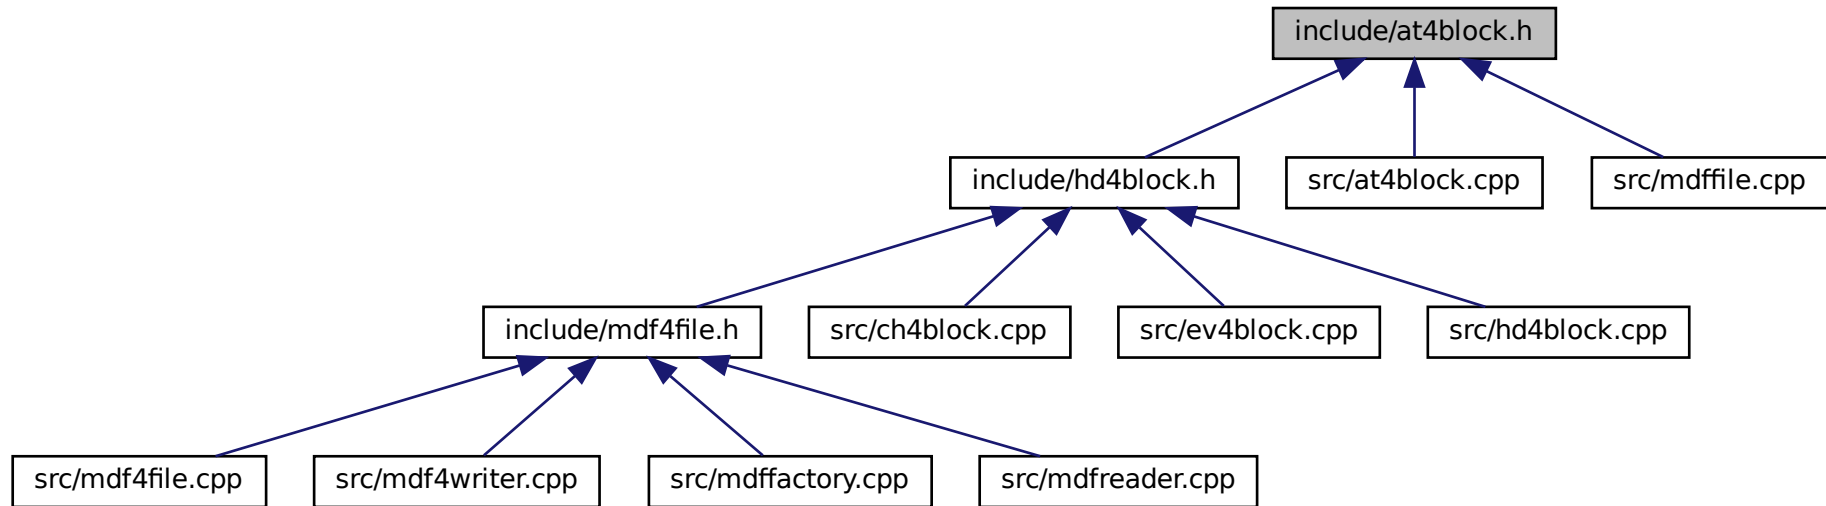 include/at4block.h
include/hd4block.h
src/at4block.cpp
src/mdffile.cpp
include/mdf4file.h
src/ch4block.cpp
src/ev4block.cpp
src/hd4block.cpp
src/mdf4file.cpp
src/mdf4writer.cpp
src/mdffactory.cpp
src/mdfreader.cpp